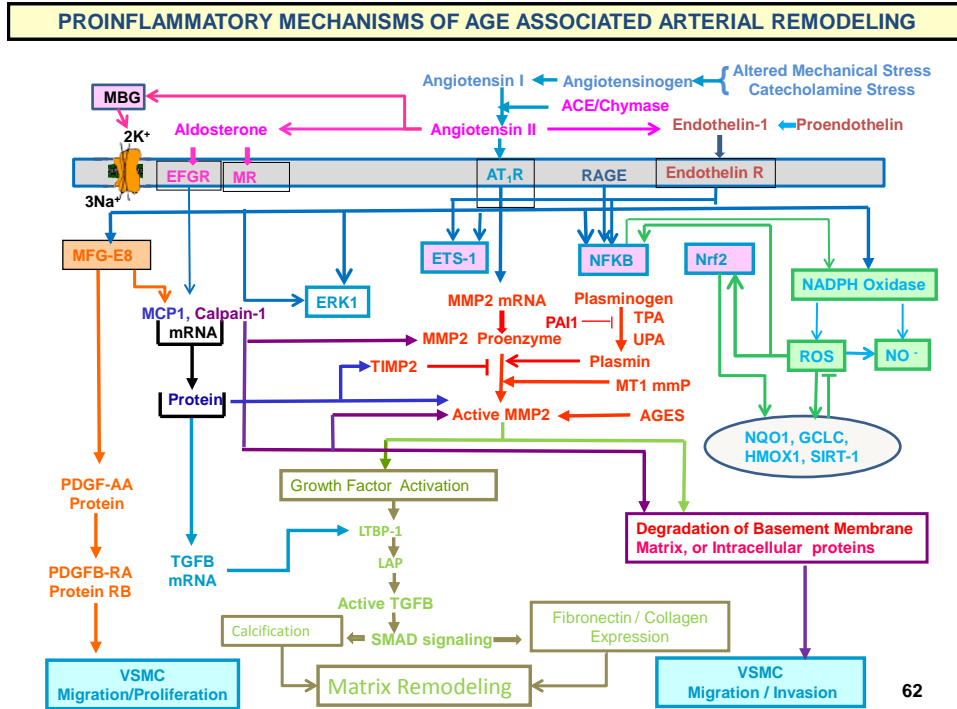 PROINFLAMMATORY MECHANISMS OF AGE ASSOCIATED ARTERIAL REMODELING
Angiotensin I
Angiotensinogen
Altered Mechanical Stress
Catecholamine Stress
MBG
ACE/Chymase
2K+
Aldosterone
Angiotensin II
Endothelin-1
Proendothelin
EFGR
MR
AT1R
RAGE
Endothelin R
3Na+
MFG-E8
ETS-1
NFKB
Nrf2
NADPH Oxidase
ERK1
MCP1, Calpain-1
mRNA
MMP2 mRNA
Plasminogen
PAI1
TPA
UPA
MMP2 Proenzyme
ROS
NO -
TIMP2
Plasmin
MT1 mmP
Protein
Active MMP2
AGES
NQO1, GCLC,
HMOX1, SIRT-1
PDGF-AA
Protein
Growth Factor Activation
Degradation of Basement Membrane
Matrix, or Intracellular proteins
LTBP-1
TGFB
mRNA
LAP
PDGFB-RA
Protein RB
Active TGFB
Calcification
SMAD signaling
Fibronectin / Collagen
Expression
VSMC
Migration/Proliferation
Matrix Remodeling
VSMC
Migration / Invasion
62